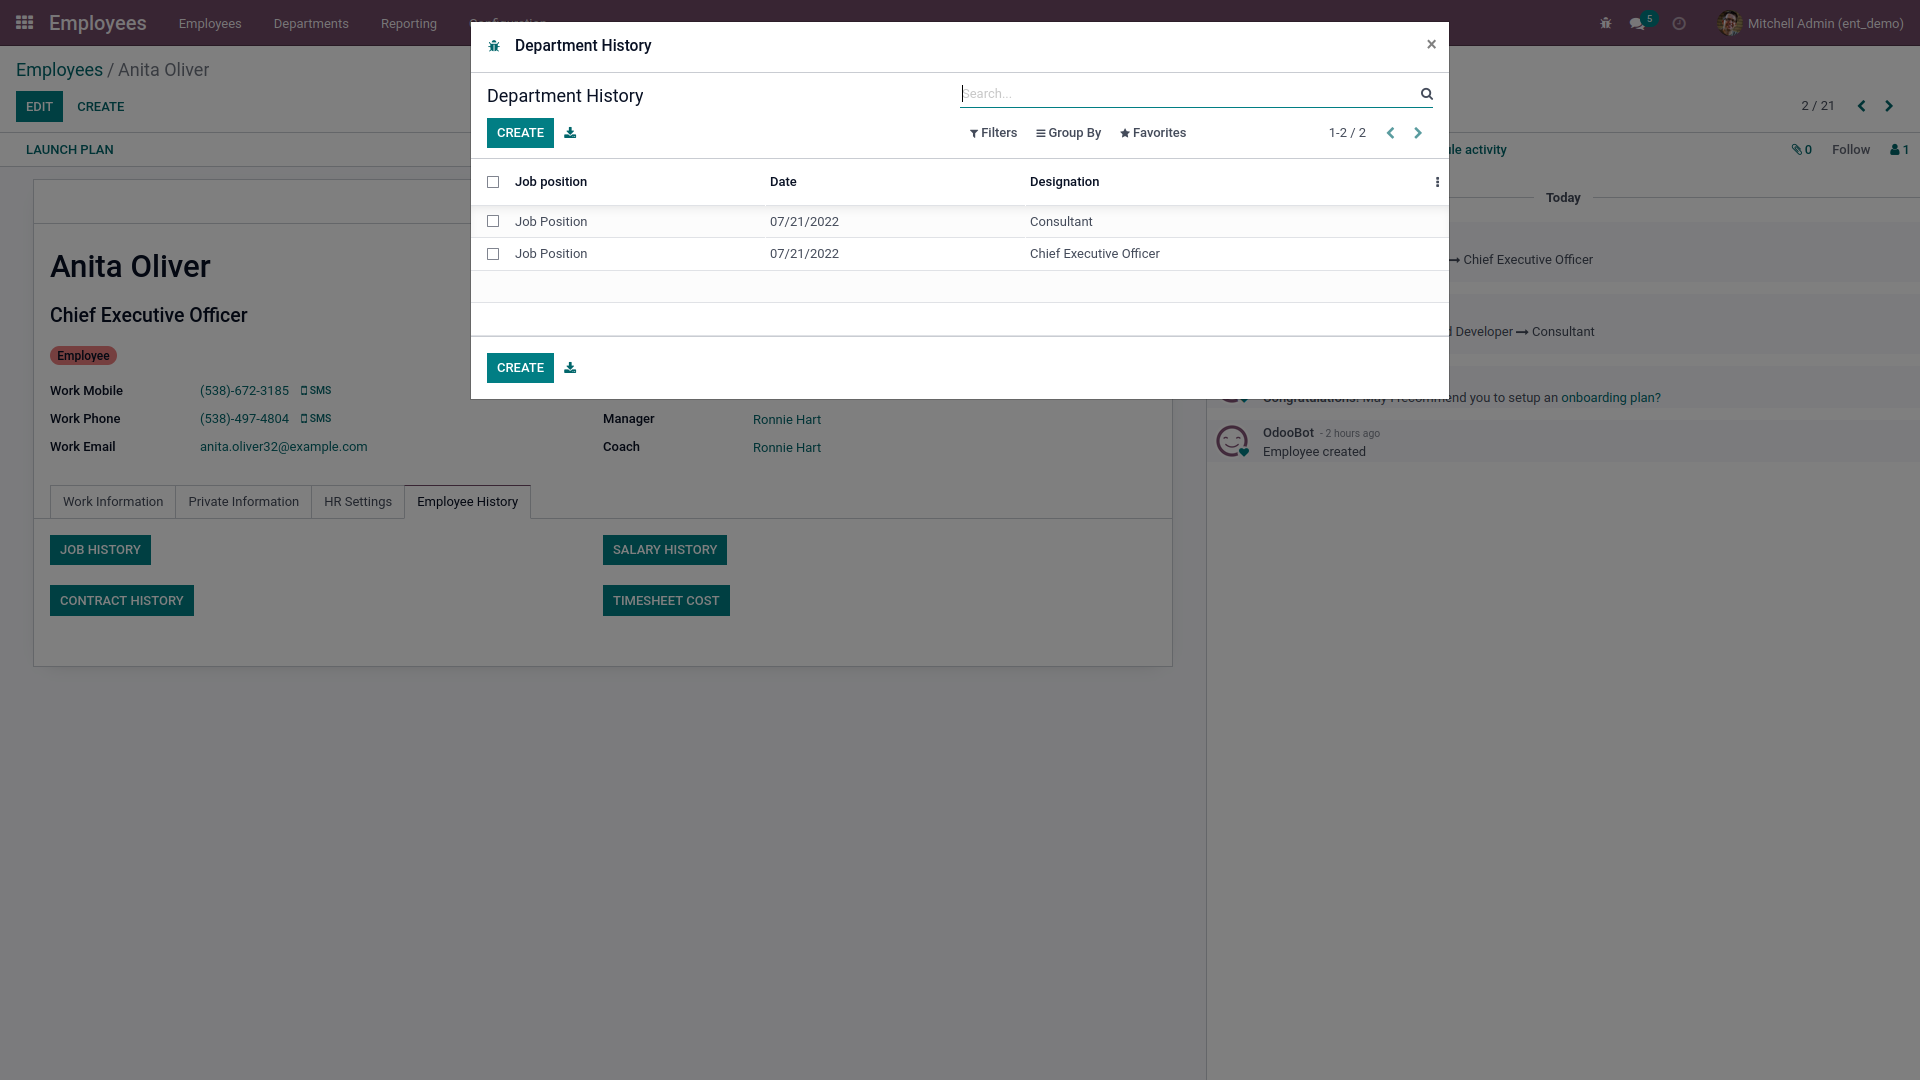 Employees Employees Departments Reporting Configuration 5 Mitchell Admin (ent_demo)
Department History ×
Employees / Anita Oliver
Department History Search...
EDIT CREATE 2 / 21
CREATE Filters Group By Favorites 1-2 / 2
LAUNCH PLAN activity 0 Follow 1
Job position Date Designation
Today
Job Position 07/21/2022 Consultant
Job Position 07/21/2022 Chief Executive Officer
Anita Oliver
→ Chief Executive Officer
Chief Executive Officer
Developer → Consultant
Employee
CREATE
Work Mobile (538)-672-3185 SMS
Congratulations! May I recommend you to setup an onboarding plan?
Work Phone (538)-497-4804 SMS Manager Ronnie Hart
OdooBot - 2 hours ago
Work Email anita.oliver32@example.com Coach Ronnie Hart
Employee created
Work Information Private Information HR Settings Employee History
JOB HISTORY SALARY HISTORY
CONTRACT HISTORY TIMESHEET COST